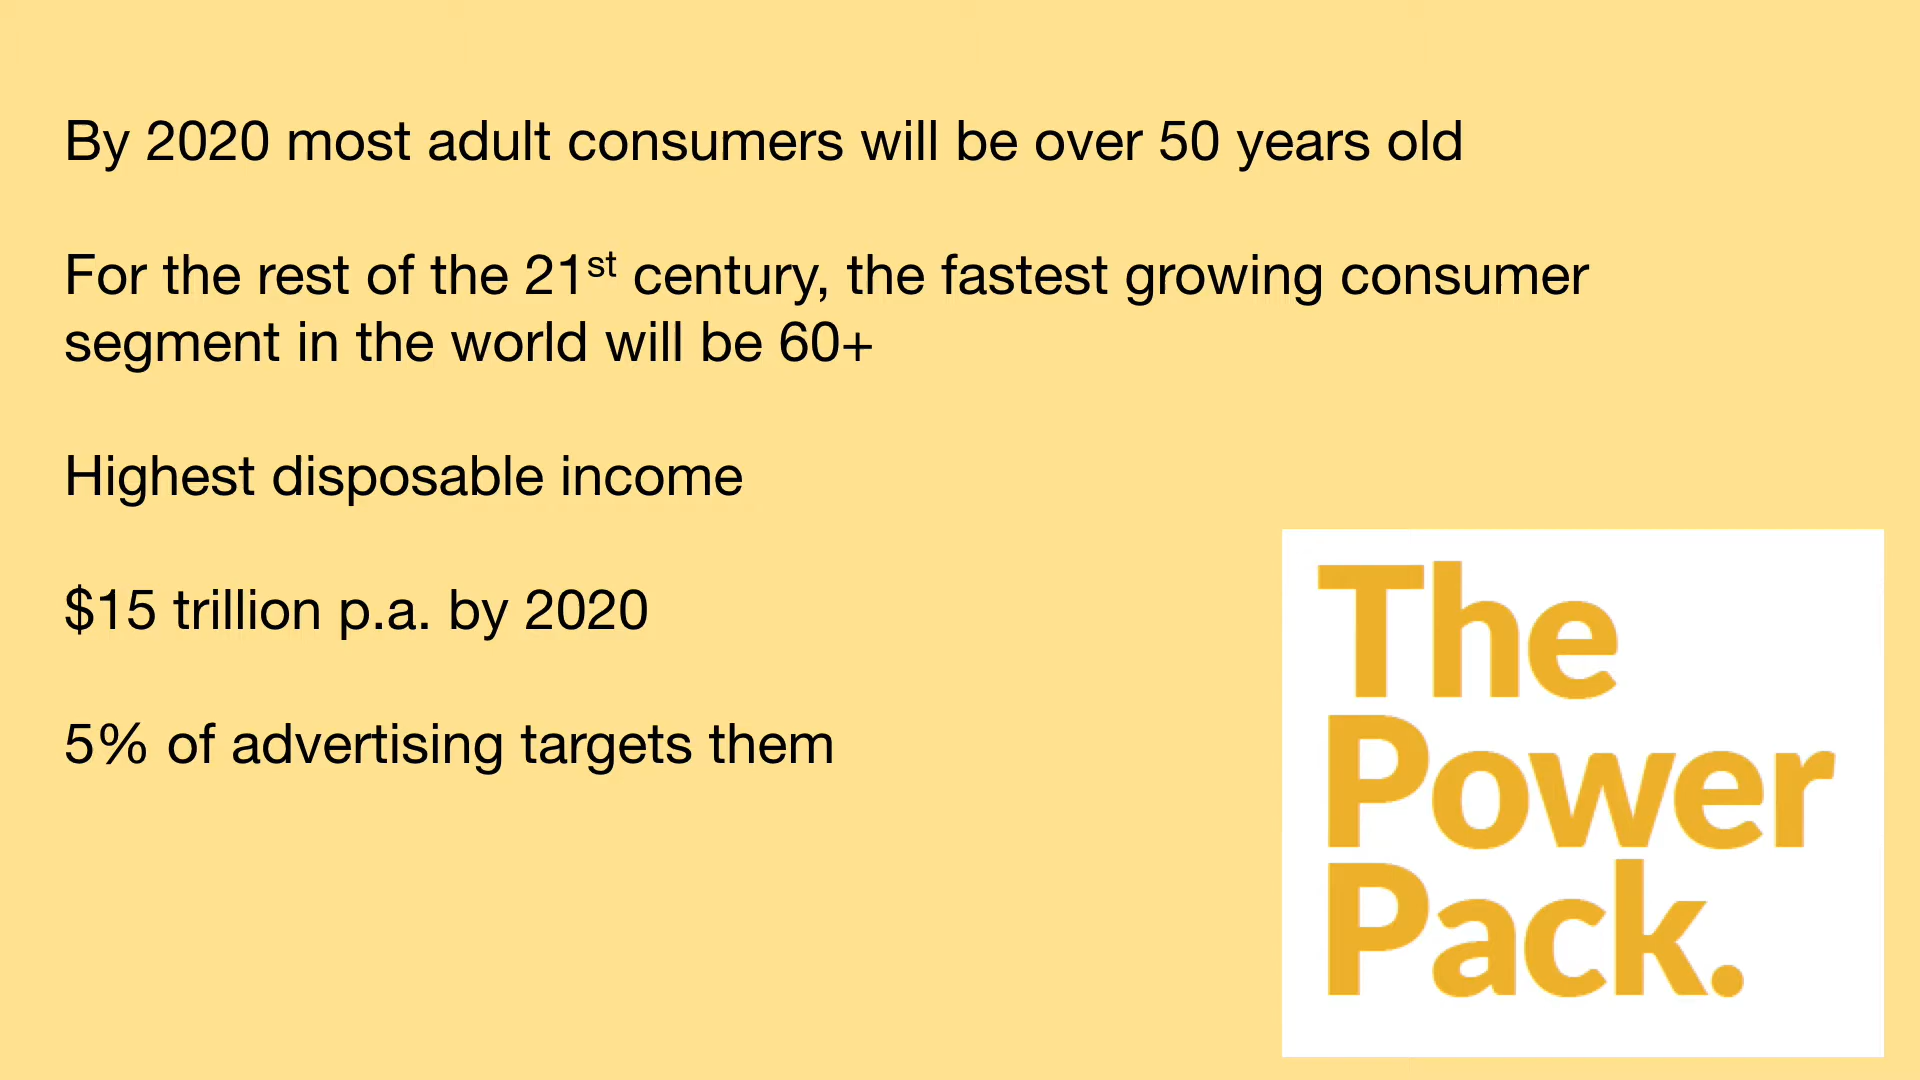 By 2020 most adult consumers will be over 50 years old
For the rest of the 21st century, the fastest growing consumer
segment in the world will be 60+
Highest disposable income
$15 trillion p.a. by 2020
5% of advertising targets them
The
Power
Pack.